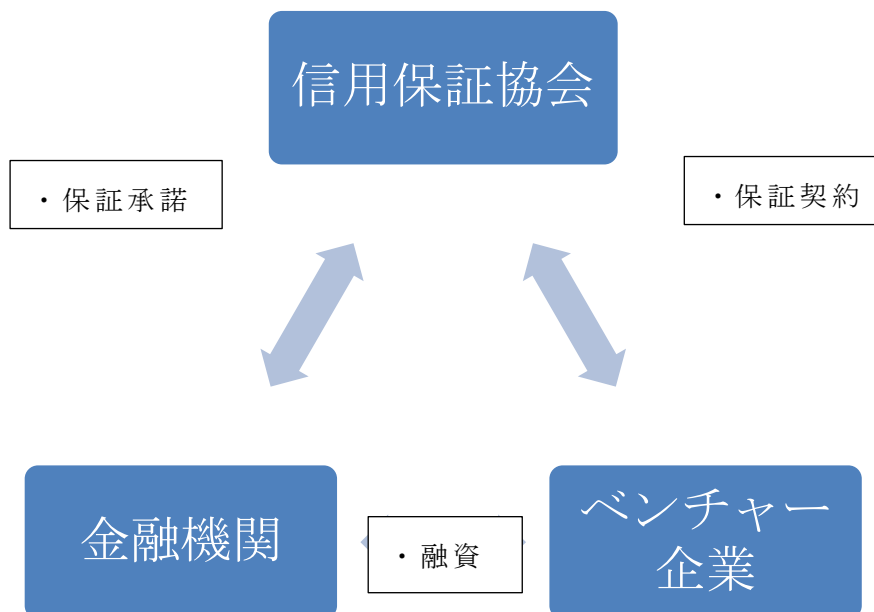 信用保証協会
・保証承諾
・保証契約
金融機関
・融資
ベンチャー
企業